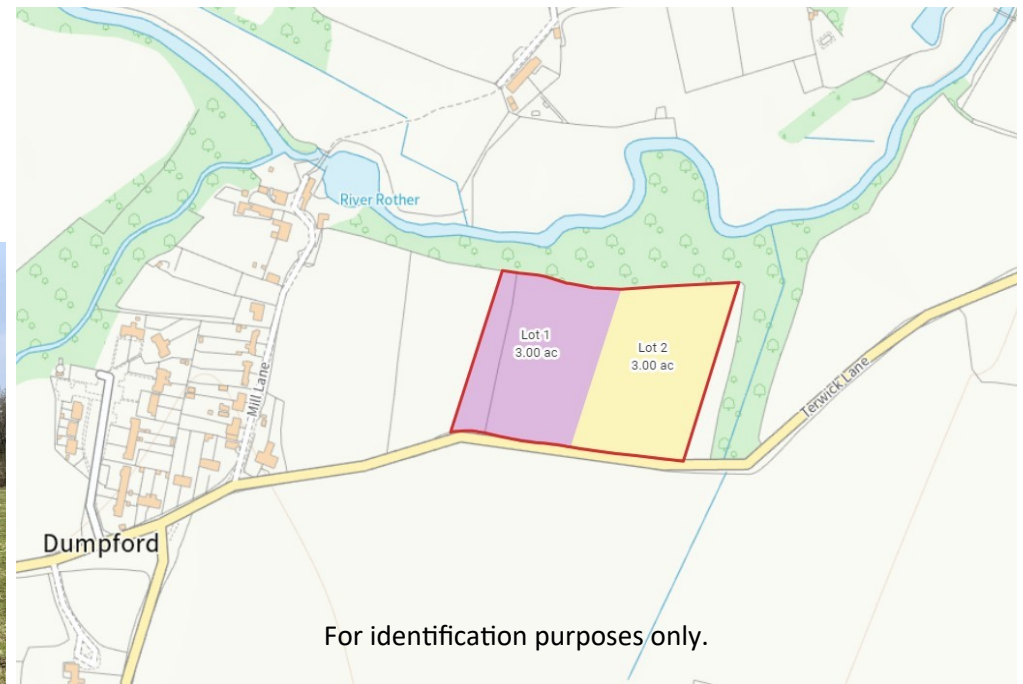 River Rother
Lot 1
3.00 ac
Lot 2
3.00 ac
Mill Lane
Terwick Lane
Dumpford
For identification purposes only.